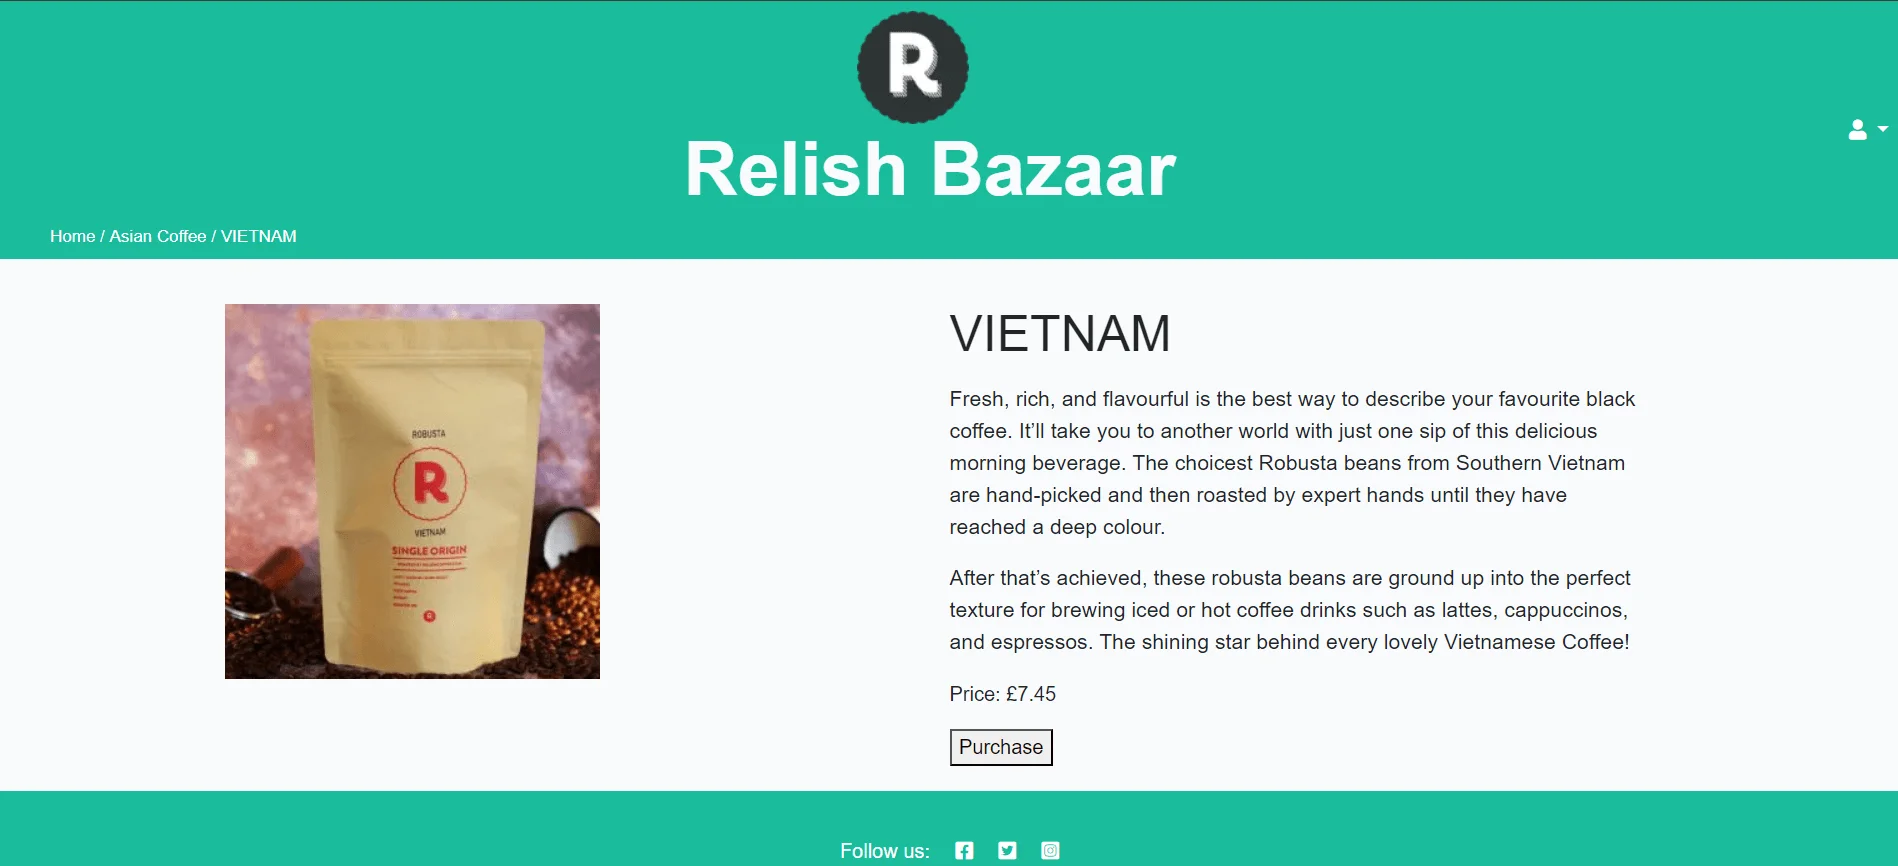 R
Relish Bazaar
Home / Asian Coffee / VIETNAM
ROBUSTA
R
VIETNAM
SINGLE ORIGIN
R
VIETNAM
Fresh, rich, and flavourful is the best way to describe your favourite black
coffee. It’ll take you to another world with just one sip of this delicious
morning beverage. The choicest Robusta beans from Southern Vietnam
are hand-picked and then roasted by expert hands until they have
reached a deep colour.
After that’s achieved, these robusta beans are ground up into the perfect
texture for brewing iced or hot coffee drinks such as lattes, cappuccinos,
and espressos. The shining star behind every lovely Vietnamese Coffee!
Price: £7.45
Purchase
Follow us: